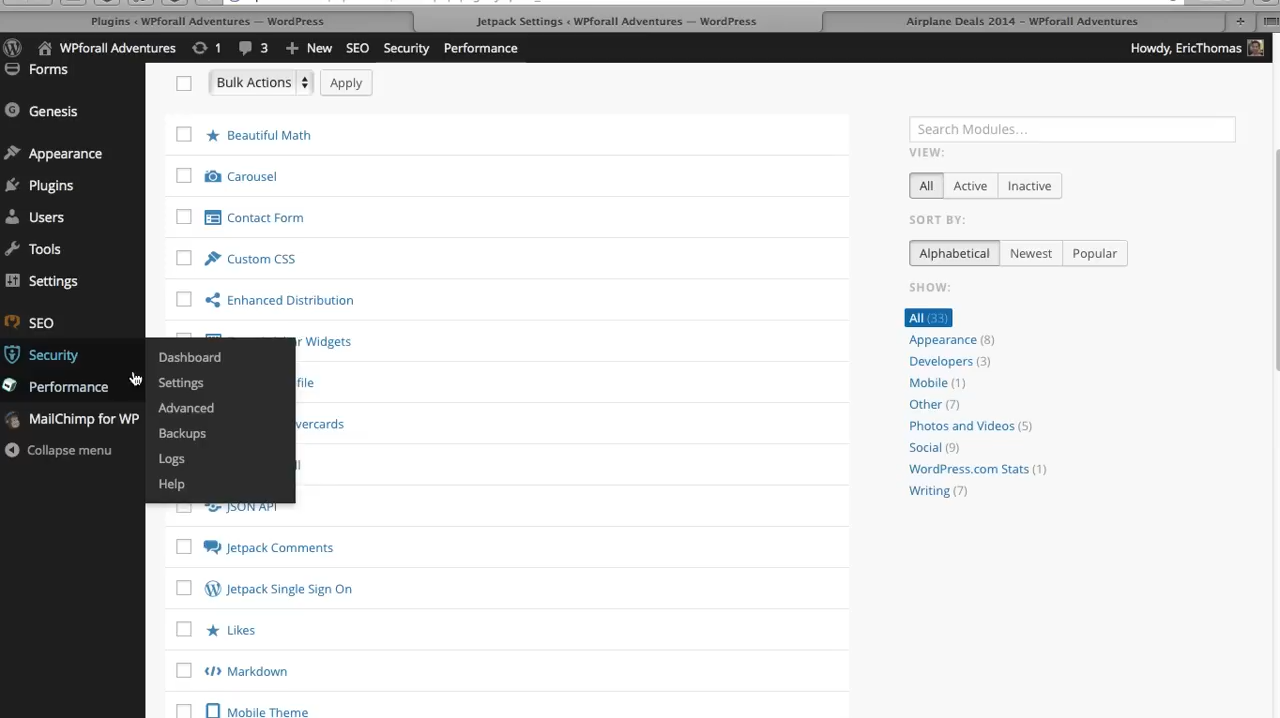 Plugins ‹ WPforall Adventures — WordPress
Jetpack Settings ‹ WPforall Adventures — WordPress
Airplane Deals 2014 – WPforall Adventures
WPforall Adventures
1
3
New
SEO
Security
Performance
Howdy, EricThomas
Forms
Genesis
Appearance
Plugins
Users
Tools
Settings
SEO
Security
Performance
MailChimp for WP
Collapse menu
Dashboard
Settings
Advanced
Backups
Logs
Help
Bulk Actions
Apply
Beautiful Math
Carousel
Contact Form
Custom CSS
Enhanced Distribution
Widgets
JSON API
Jetpack Comments
Jetpack Single Sign On
Likes
Markdown
Mobile Theme
Search Modules...
VIEW:
All
Active
Inactive
SORT BY:
Alphabetical
Newest
Popular
SHOW:
All (33)
Appearance (8)
Developers (3)
Mobile (1)
Other (7)
Photos and Videos (5)
Social (9)
WordPress.com Stats (1)
Writing (7)